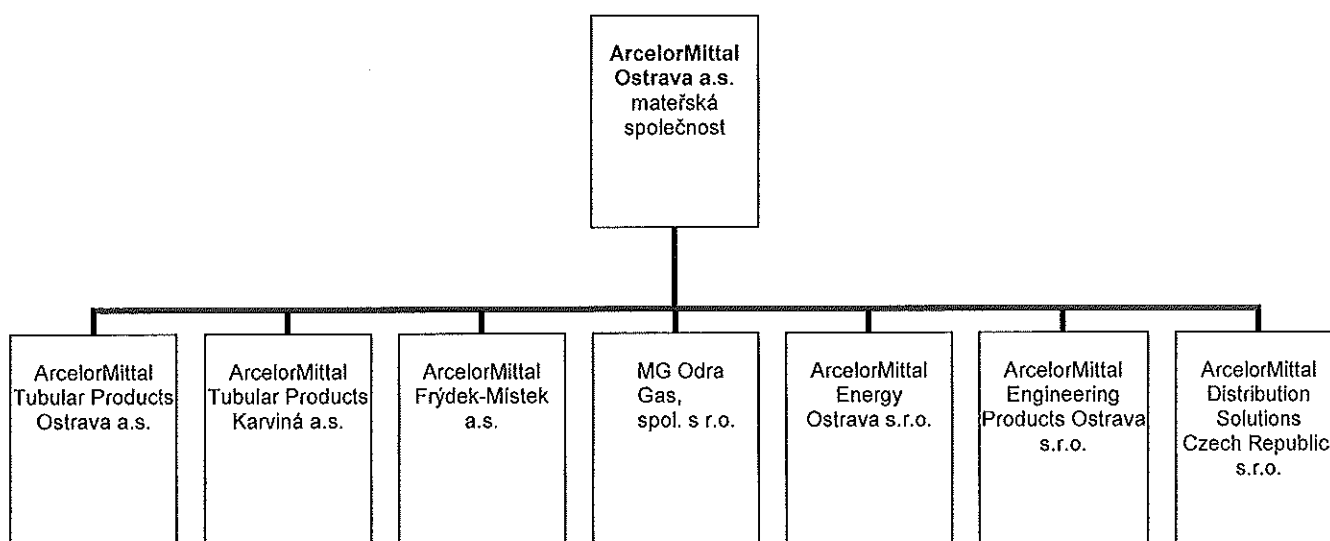 ArcelorMittal
Ostrava a.s.
mateřská
společnost
ArcelorMittal
Tubular Products
Ostrava a.s.
ArcelorMittal
Tubular Products
Karviná a.s.
ArcelorMittal
Frýdek-Místek
a.s.
MG Odra
Gas,
spol. s r.o.
ArcelorMittal
Energy
Ostrava s.r.o.
ArcelorMittal
Engineering
Products Ostrava
s.r.o.
ArcelorMittal
Distribution
Solutions
Czech Republic
s.r.o.